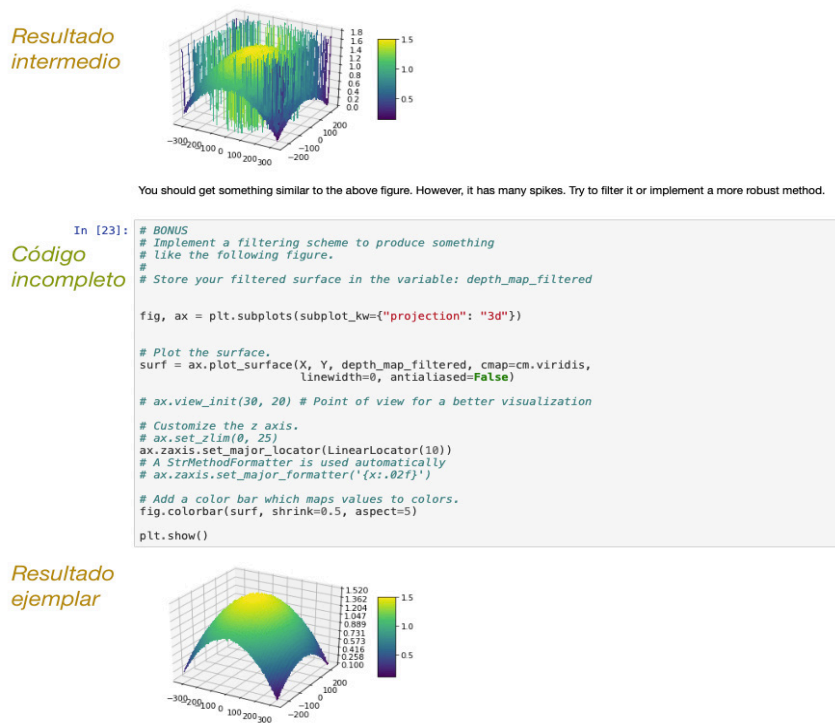 Resultado
intermedio
1.8
1.6
1.4
1.2
1.0
0.8
0.6
0.4
0.2
0.0
1.5
1.0
0.5
−300
−200
−100
0
100
200
300
−200
−100
0
100
200
You should get something similar to the above figure. However, it has many spikes. Try to filter it or implement a more robust method.
In [23]:
Código
incompleto
# BONUS
# Implement a filtering scheme to produce something
# like the following figure.
#
# Store your filtered surface in the variable: depth_map_filtered
fig, ax = plt.subplots(subplot_kw={"projection": "3d"})
# Plot the surface.
surf = ax.plot_surface(X, Y, depth_map_filtered, cmap=cm.viridis,
linewidth=0, antialiased=False)
# ax.view_init(30, 20) # Point of view for a better visualization
# Customize the z axis.
# ax.set_zlim(0, 25)
ax.zaxis.set_major_locator(LinearLocator(10))
# A StrMethodFormatter is used automatically
# ax.zaxis.set_major_formatter('{x:.02f}')
# Add a color bar which maps values to colors.
fig.colorbar(surf, shrink=0.5, aspect=5)
plt.show()
Resultado
ejemplar
1.520
1.362
1.204
1.047
0.889
0.731
0.573
0.416
0.258
0.100
1.5
1.0
0.5
−300
−200
−100
0
100
200
300
−200
−100
0
100
200